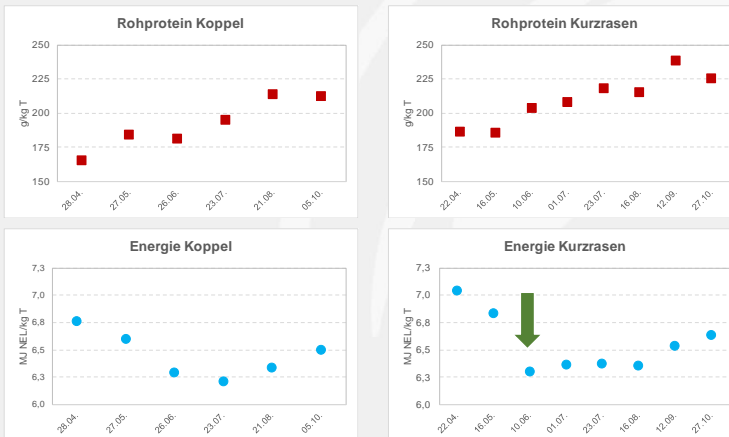 Rohprotein Koppel
250
225
200
175
150
g/kg T
28.04. 27.05. 26.06. 23.07. 21.08. 05.10.
Rohprotein Kurzrasen
250
225
200
175
150
g/kg T
22.04. 16.05. 10.06. 01.07. 23.07. 16.08. 12.09. 27.10.
Energie Koppel
7,3
7,0
6,8
6,5
6,3
6,0
MJ NEL/kg T
28.04. 27.05. 26.06. 23.07. 21.08. 05.10.
Energie Kurzrasen
7,3
7,0
6,8
6,5
6,3
6,0
MJ NEL/kg T
22.04. 16.05. 10.06. 01.07. 23.07. 16.08. 12.09. 27.10.